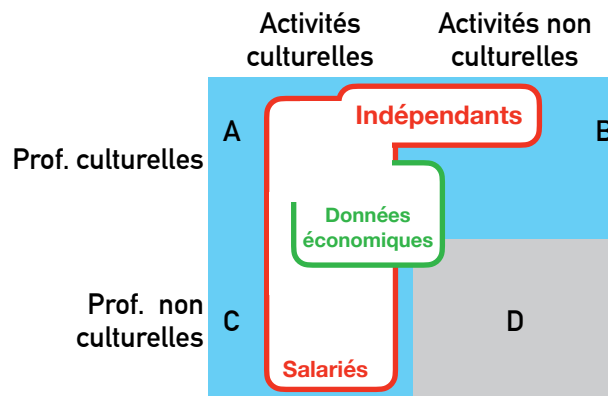 Activités
culturelles
Activités non
culturelles
A
Indépendants
B
Prof. culturelles
Données
économiques
Prof. non
culturelles
C
D
Salariés